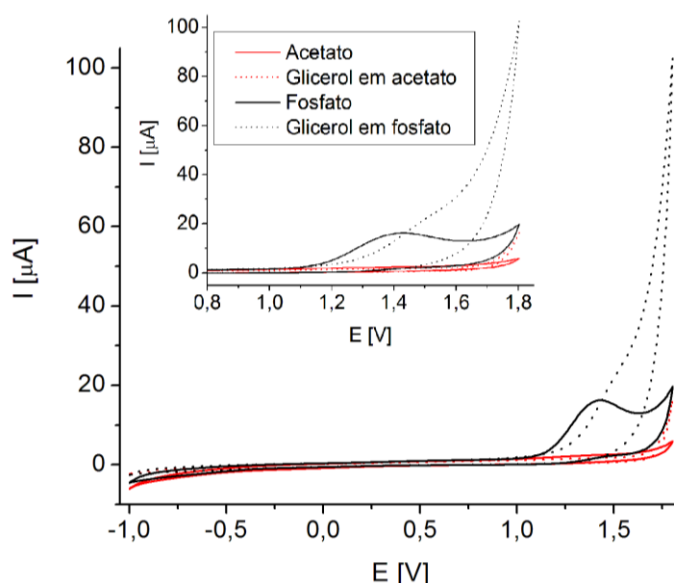 100
80
60
40
20
0
I [µA]
0,8 1,0 1,2 1,4 1,6 1,8
E [V]
Acetato
Glicerol em acetato
Fosfato
Glicerol em fosfato
100
80
60
40
20
0
I [µA]
-1,0 -0,5 0,0 0,5 1,0 1,5
E [V]